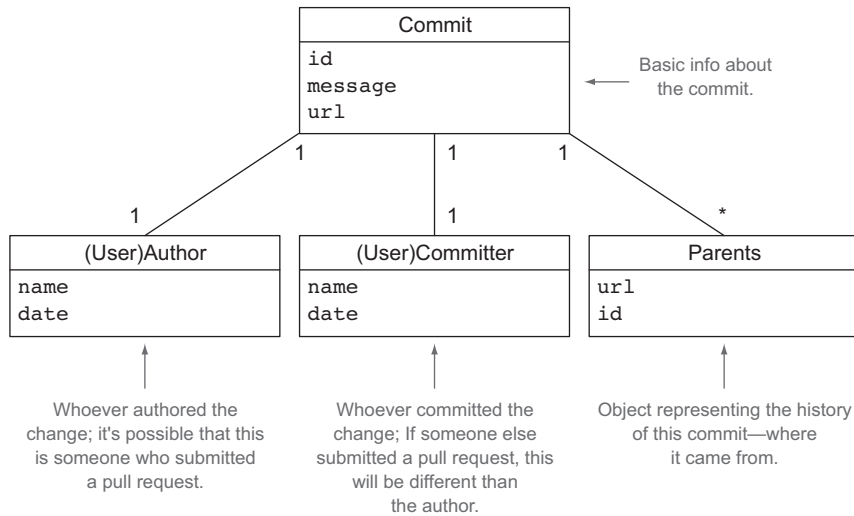 Commit
id
message
url
Basic info about
the commit.
1
1
1
1
1
*
(User)Author
name
date
(User)Committer
name
date
Parents
url
id
Whoever authored the
change; it's possible that this
is someone who submitted
a pull request.
Whoever committed the
change; If someone else
submitted a pull request, this
will be different than
the author.
Object representing the history
of this commit—where
it came from.